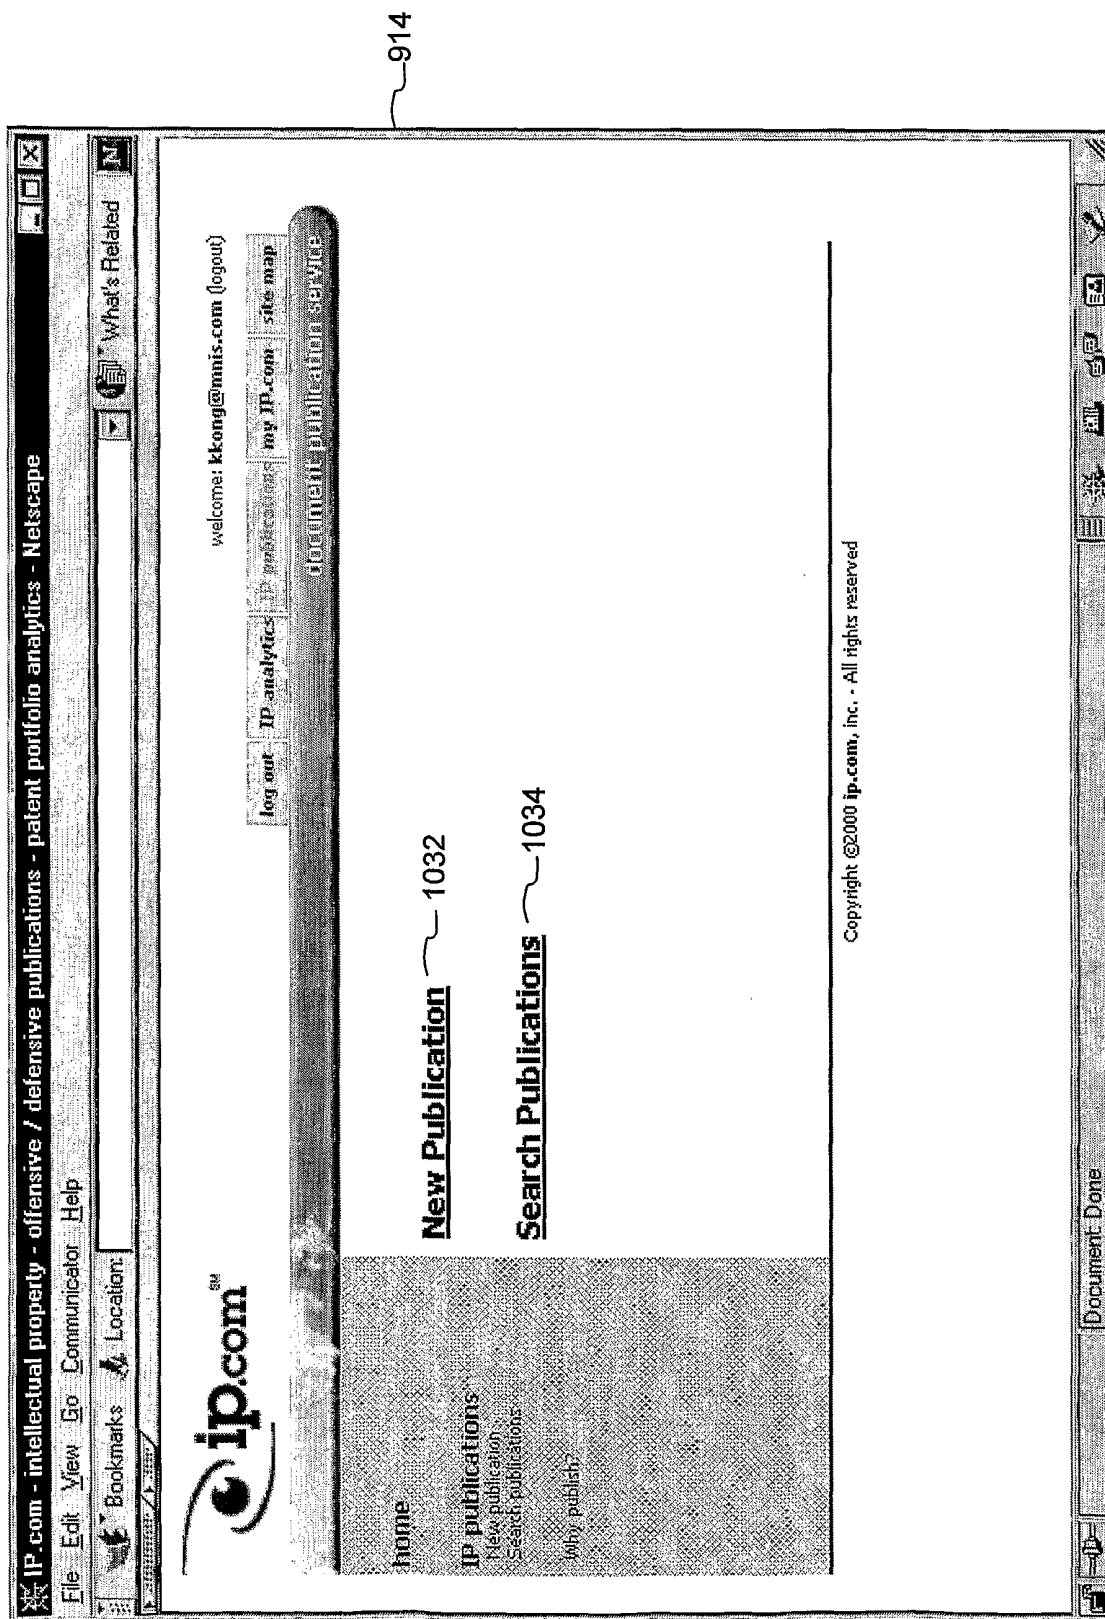 IP.com - intellectual property - offensive / defensive publications - patent portfolio analytics - Netscape
File Edit View Go Communicator Help
Bookmarks Location: What's Related N
914
ip.com SM
welcome: kkong@mnis.com (logout)
log out IP analytics IP publications my IP.com site map
document publication service
home
IP publications
New publication
Search publications
Why publish?
New Publication 1032
Search Publications 1034
Copyright ©2000 ip.com, inc. - All rights reserved
Document: Done